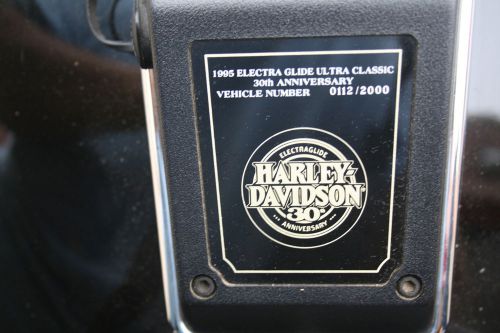 1995 ELECTRA GLIDE ULTRA CLASSIC
30th ANNIVERSARY
VEHICLE NUMBER 0112/2000
ELECTRAGLIDE
HARLEY-
DAVIDSON
30th
... ANNIVERSARY ...